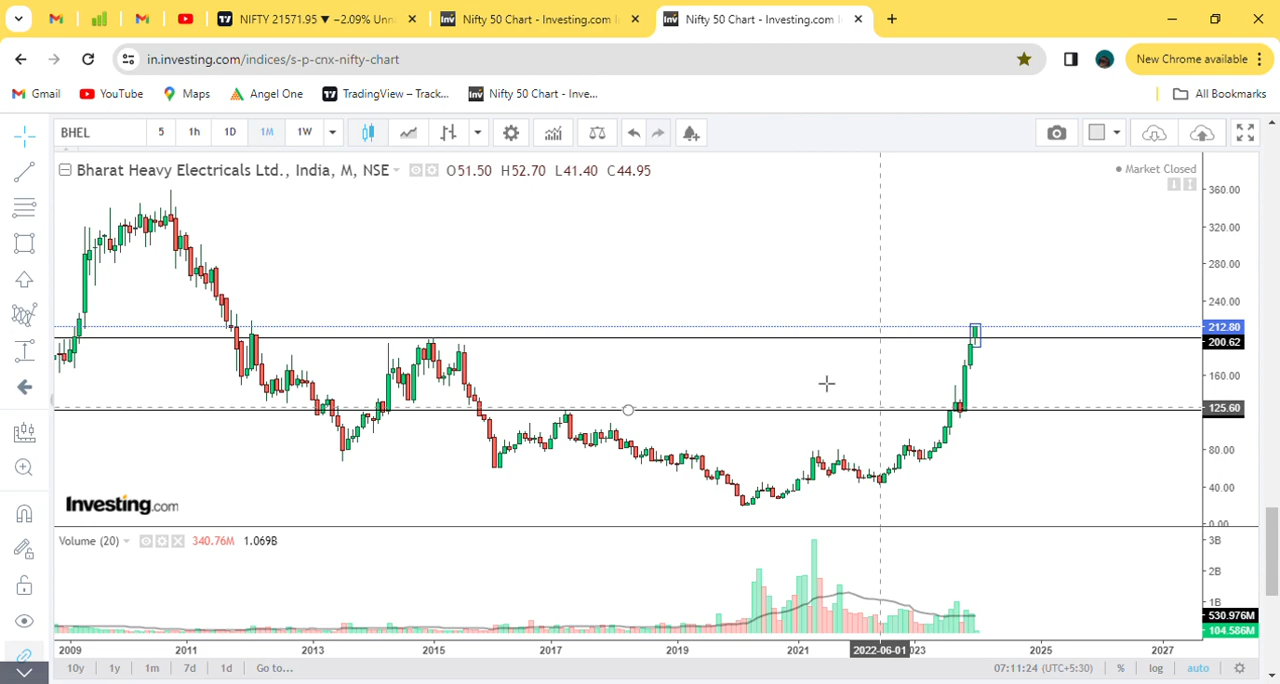 NIFTY 21571.95 ▼ −2.09% Unn
Nifty 50 Chart - Investing.com
Nifty 50 Chart - Investing.com
in.investing.com/indices/s-p-cnx-nifty-chart
New Chrome available
Gmail
YouTube
Maps
Angel One
TradingView – Track...
Nifty 50 Chart - Inve...
All Bookmarks
BHEL
5
1h
1D
1M
1W
Bharat Heavy Electricals Ltd., India, M, NSE
O51.50 H52.70 L41.40 C44.95
Market Closed
360.00
320.00
280.00
240.00
212.80
200.62
160.00
125.60
80.00
40.00
0.00
Investing.com
Volume (20)
340.76M
1.069B
3B
2B
1B
530.976M
104.586M
2009
2011
2013
2015
2017
2019
2021
2022-06-01
023
2025
2027
10y
1y
1m
7d
1d
Go to...
07:11:24 (UTC+5:30)
%
log
auto